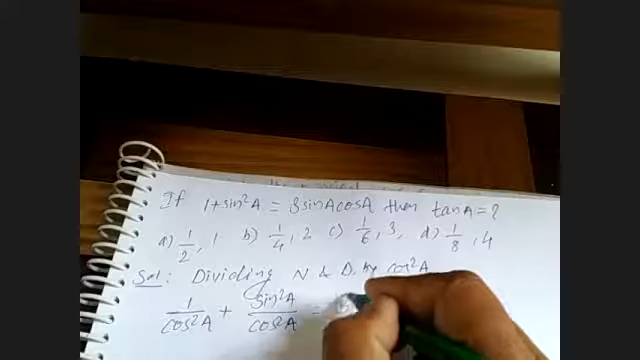 If 1+sin²A = 3sinAcosA then tanA=?
a) 1/2, 1 b) 1/4, 2 c) 1/6, 3, d) 1/8, 4
Sol: Dividing N & D. by cos²A
1/cos²A + sin²A/cos²A =